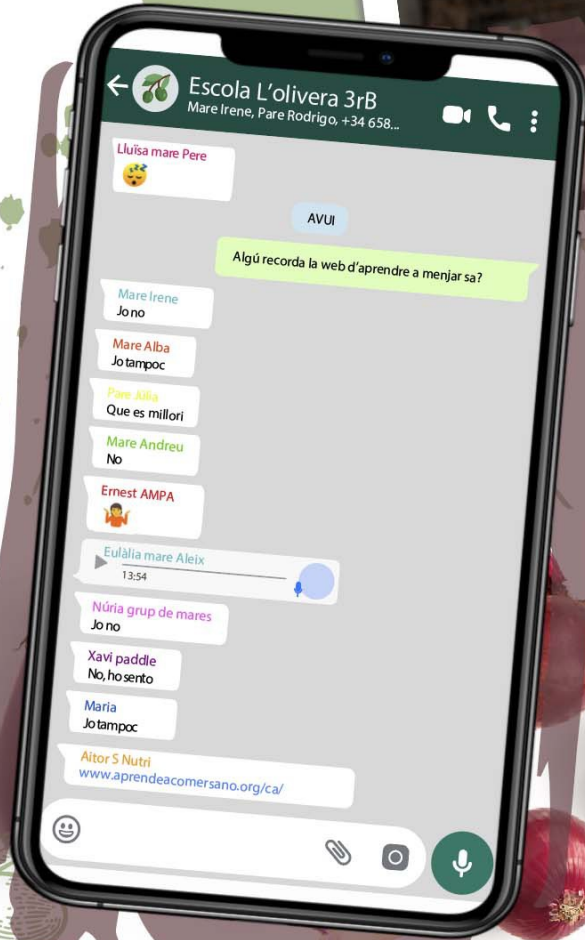 Escola L'olivera 3rB
Mare Irene, Pare Rodrigo, +34 658...
Lluïsa mare Pere
AVUI
Algú recorda la web d'aprendre a menjar sa?
Mare Irene
Jo no
Mare Alba
Jo tampoc
Pare Júlia
Que es millori
Mare Andreu
No
Ernest AMPA
Eulàlia mare Aleix
13:54
Núria grup de mares
Jo no
Xavi paddle
No, ho sento
Maria
Jo tampoc
Aitor S Nutri
www.aprendeacomersano.org/ca/